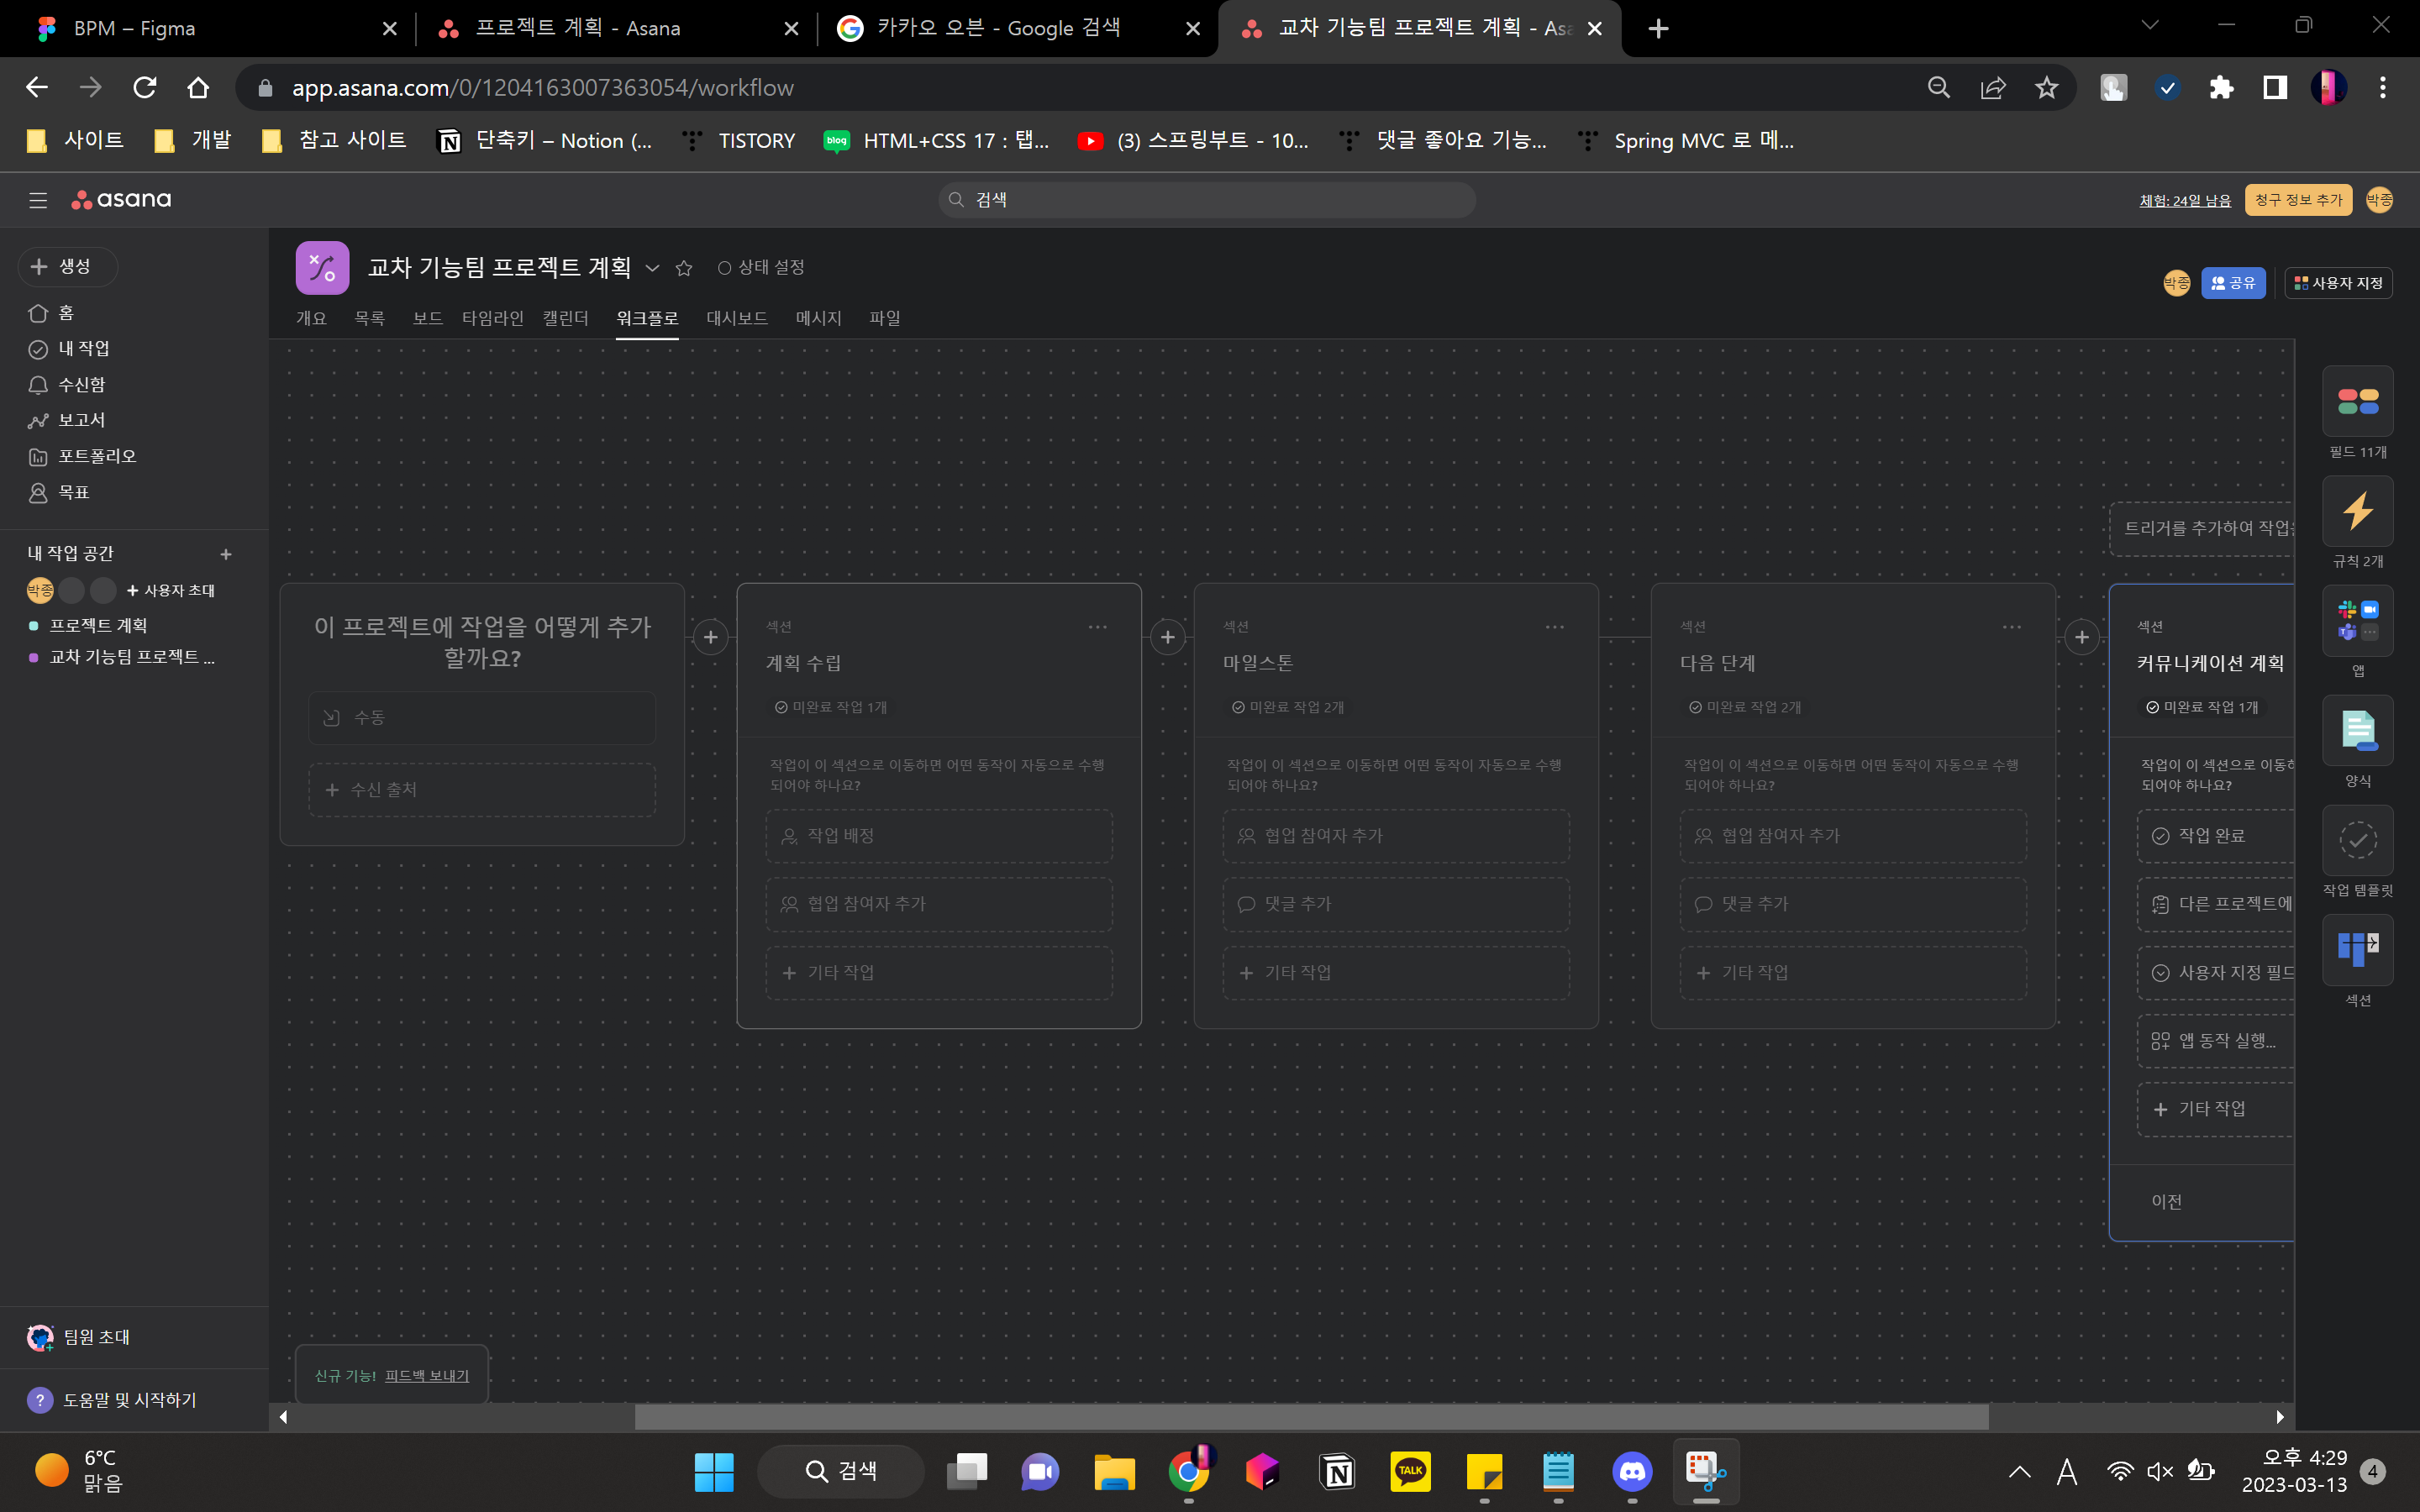 BPM – Figma
프로젝트 계획 - Asana
카카오 오븐 - Google 검색
교차 기능팀 프로젝트 계획 - Asa
app.asana.com/0/1204163007363054/workflow
사이트
개발
참고 사이트
단축키 – Notion (...
TISTORY
blog
HTML+CSS 17 : 탭...
(3) 스프링부트 - 10...
댓글 좋아요 기능...
Spring MVC 로 메...
asana
검색
체험: 24일 남음
청구 정보 추가
박종
생성
교차 기능팀 프로젝트 계획
상태 설정
박종
공유
사용자 지정
개요
목록
보드
타임라인
캘린더
워크플로
대시보드
메시지
파일
홈
내 작업
수신함
보고서
포트폴리오
목표
내 작업 공간
박종
사용자 초대
프로젝트 계획
교차 기능팀 프로젝트 ...
팀원 초대
도움말 및 시작하기
이 프로젝트에 작업을 어떻게 추가
할까요?
수동
수신 출처
섹션
계획 수립
미완료 작업 1개
작업이 이 섹션으로 이동하면 어떤 동작이 자동으로 수행
되어야 하나요?
작업 배정
협업 참여자 추가
기타 작업
섹션
마일스톤
미완료 작업 2개
작업이 이 섹션으로 이동하면 어떤 동작이 자동으로 수행
되어야 하나요?
협업 참여자 추가
댓글 추가
기타 작업
섹션
다음 단계
미완료 작업 2개
작업이 이 섹션으로 이동하면 어떤 동작이 자동으로 수행
되어야 하나요?
협업 참여자 추가
댓글 추가
기타 작업
트리거를 추가하여 작업
섹션
커뮤니케이션 계획
미완료 작업 1개
작업이 이 섹션으로 이동
되어야 하나요?
작업 완료
다른 프로젝트에
사용자 지정 필드
앱 동작 실행...
기타 작업
이전
필드 11개
규칙 2개
앱
양식
작업 템플릿
섹션
신규 기능! 피드백 보내기
6°C
맑음
검색
TALK
A
오후 4:29
2023-03-13
4